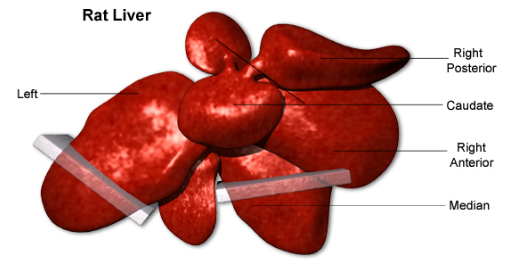 Rat Liver
Right
Posterior
Left
Caudate
Right
Anterior
Median